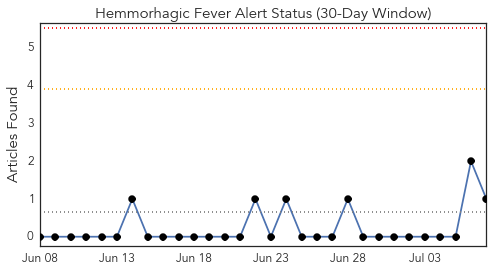 Hemmorhagic Fever Alert Status (30-Day Window)
Articles Found
5
4
3
2
1
0
Jun 08 Jun 13 Jun 18 Jun 23 Jun 28 Jul 03